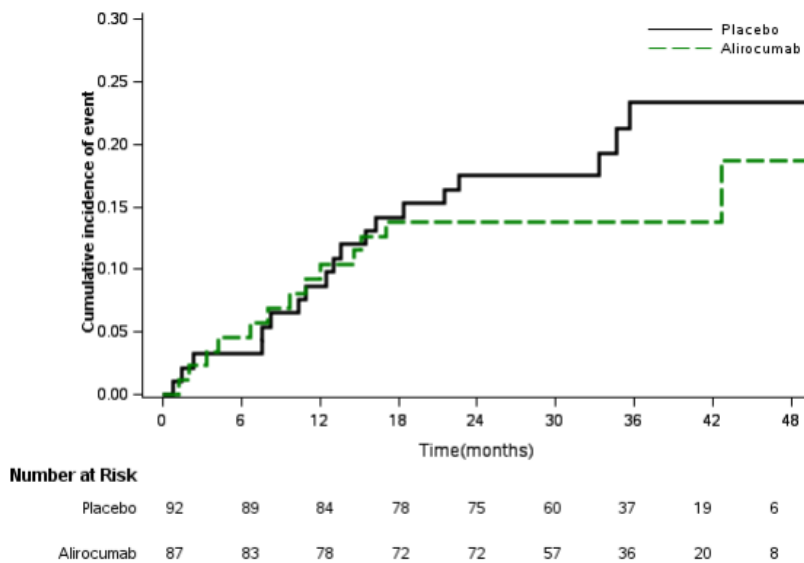 0.30
Placebo
Alirocumab
0.25
0.20
0.15
0.10
0.05
0.00
Cumulative incidence of event
0 6 12 18 24 30 36 42 48
Time(months)
Number at Risk
Placebo 92 89 84 78 75 60 37 19 6
Alirocumab 87 83 78 72 72 57 36 20 8